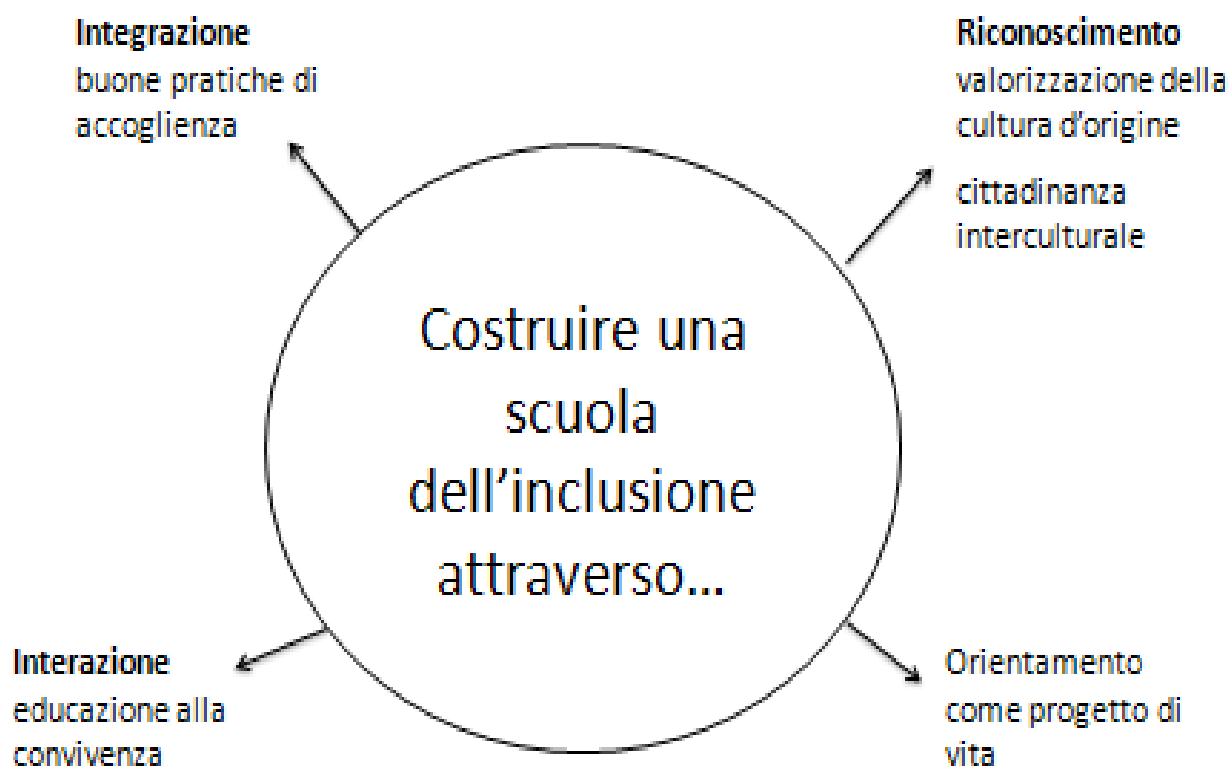 Integrazione
buone pratiche di
accoglienza
Riconoscimento
valorizzazione della
cultura d'origine
cittadinanza
interculturale
Costruire una
scuola
dell'inclusione
attraverso...
Interazione
educazione alla
convivenza
Orientamento
come progetto di
vita